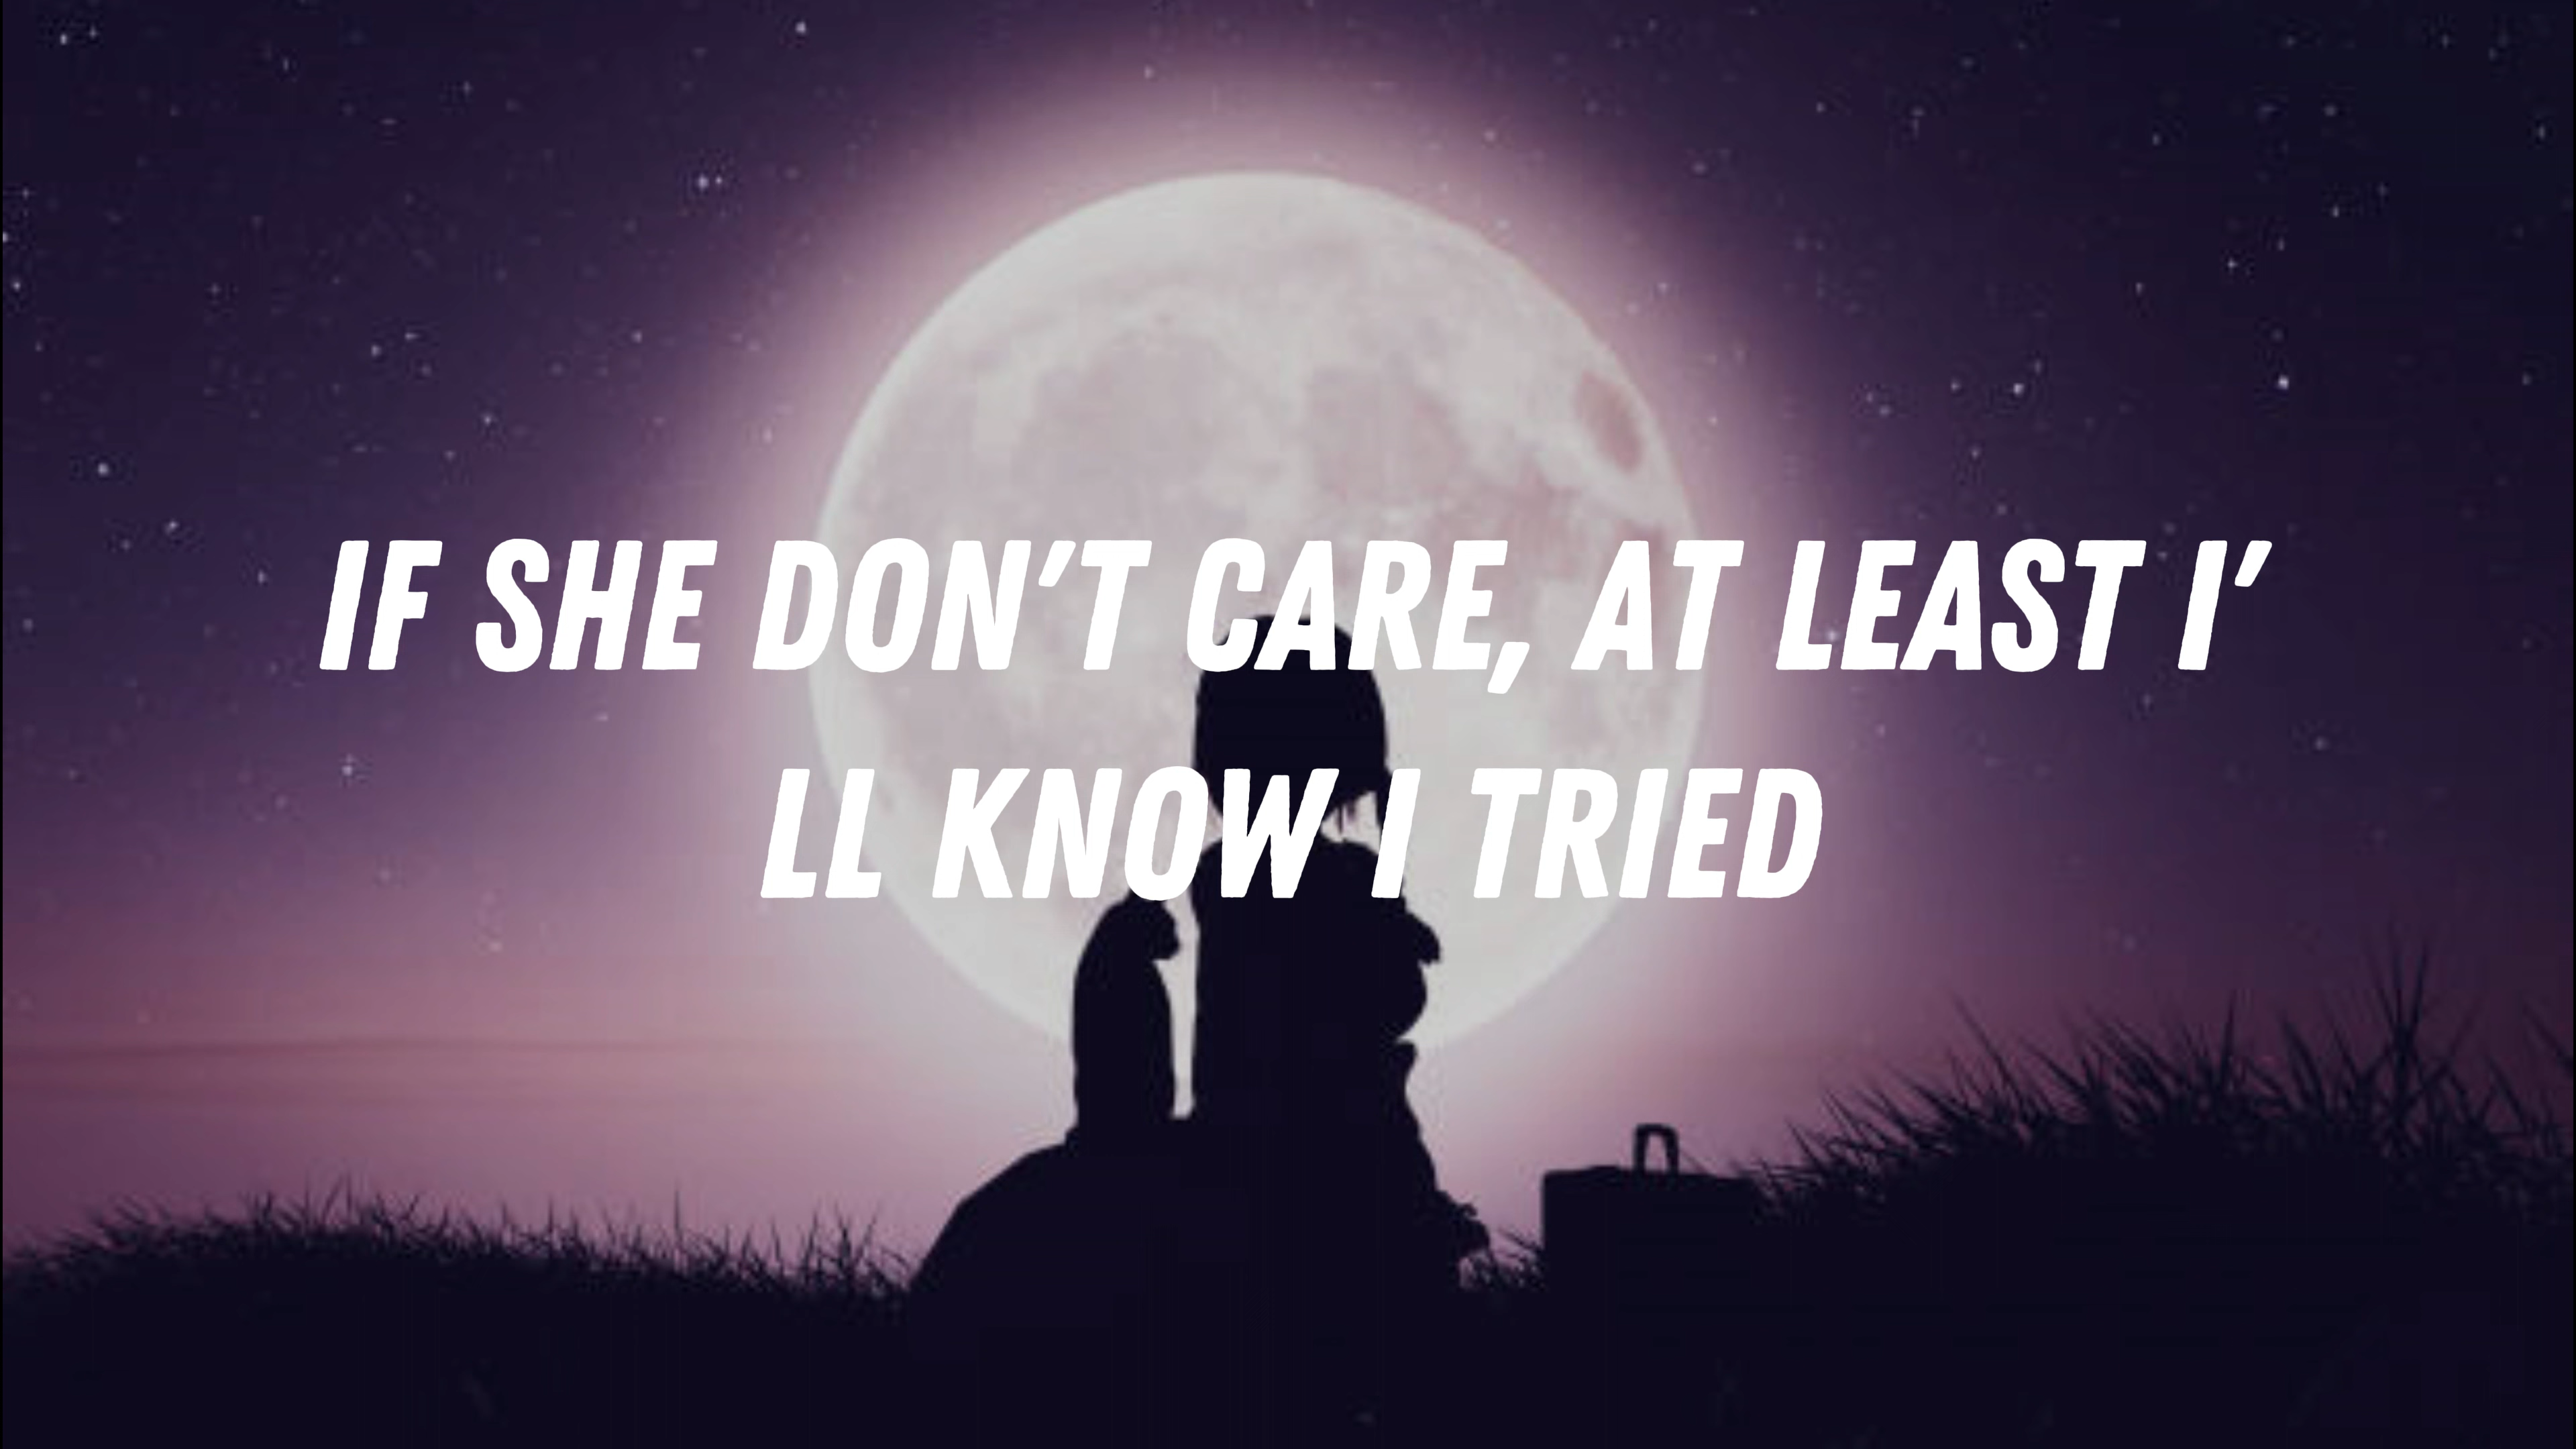 IF SHE DON'T CARE, AT LEAST I'
LL KNOW I TRIED